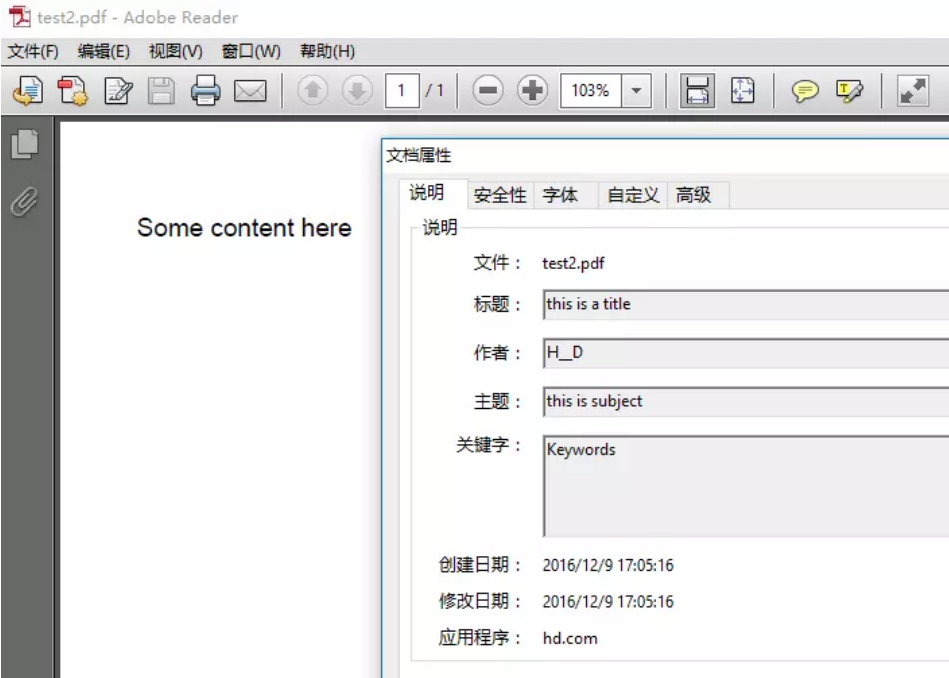 test2.pdf - Adobe Reader
文件(F) 编辑(E) 视图(V) 窗口(W) 帮助(H)
1 / 1 103%
文档属性
说明 安全性 字体 自定义 高级
Some content here
说明
文件： test2.pdf
标题： this is a title
作者： H__D
主题： this is subject
关键字： Keywords
创建日期： 2016/12/9 17:05:16
修改日期： 2016/12/9 17:05:16
应用程序： hd.com